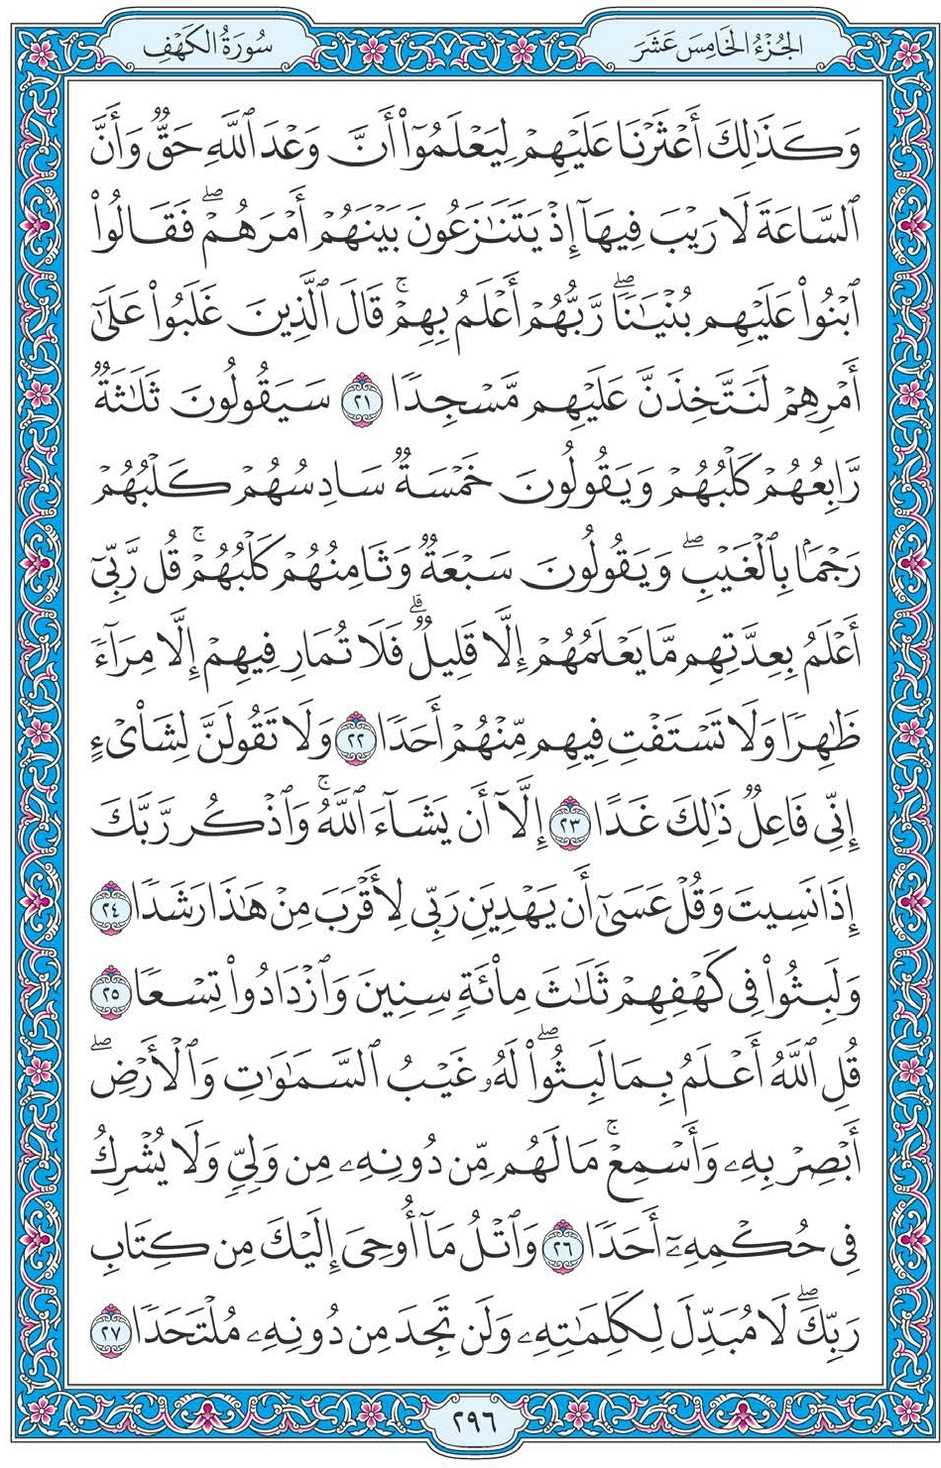 الجُزْءُ الخَامِسَ عَشَرَ
سُورَةُ الكَهْفِ
وَكَذَٰلِكَ أَعْثَرْنَا عَلَيْهِمْ لِيَعْلَمُوٓا۟ أَنَّ وَعْدَ ٱللَّهِ حَقٌّ وَأَنَّ
ٱلسَّاعَةَ لَا رَيْبَ فِيهَآ إِذْ يَتَنَٰزَعُونَ بَيْنَهُمْ أَمْرَهُمْۖ فَقَالُوا۟
ٱبْنُوا۟ عَلَيْهِم بُنْيَٰنًاۖ رَّبُّهُمْ أَعْلَمُ بِهِمْۚ قَالَ ٱلَّذِينَ غَلَبُوا۟ عَلَىٰٓ
أَمْرِهِمْ لَنَتَّخِذَنَّ عَلَيْهِم مَّسْجِدًا ٢١ سَيَقُولُونَ ثَلَٰثَةٌ
رَّابِعُهُمْ كَلْبُهُمْ وَيَقُولُونَ خَمْسَةٌ سَادِسُهُمْ كَلْبُهُمْ
رَجْمًۢا بِٱلْغَيْبِۖ وَيَقُولُونَ سَبْعَةٌ وَثَامِنُهُمْ كَلْبُهُمْۚ قُل رَّبِّىٓ
أَعْلَمُ بِعِدَّتِهِم مَّا يَعْلَمُهُمْ إِلَّا قَلِيلٌۗ فَلَا تُمَارِ فِيهِمْ إِلَّا مِرَآءً
ظَٰهِرًا وَلَا تَسْتَفْتِ فِيهِم مِّنْهُمْ أَحَدًا ٢٢ وَلَا تَقُولَنَّ لِشَا۟ىْءٍ
إِنِّى فَاعِلٌ ذَٰلِكَ غَدًا ٢٣ إِلَّآ أَن يَشَآءَ ٱللَّهُۚ وَٱذْكُر رَّبَّكَ
إِذَا نَسِيتَ وَقُلْ عَسَىٰٓ أَن يَهْدِيَنِ رَبِّى لِأَقْرَبَ مِنْ هَٰذَا رَشَدًا ٢٤
وَلَبِثُوا۟ فِى كَهْفِهِمْ ثَلَٰثَ مِا۟ئَةٍ سِنِينَ وَٱزْدَادُوا۟ تِسْعًا ٢٥
قُلِ ٱللَّهُ أَعْلَمُ بِمَا لَبِثُوا۟ۖ لَهُۥ غَيْبُ ٱلسَّمَٰوَٰتِ وَٱلْأَرْضِۖ
أَبْصِرْ بِهِۦ وَأَسْمِعْۚ مَا لَهُم مِّن دُونِهِۦ مِن وَلِىٍّ وَلَا يُشْرِكُ
فِى حُكْمِهِۦٓ أَحَدًا ٢٦ وَٱتْلُ مَآ أُوحِىَ إِلَيْكَ مِن كِتَابِ
رَبِّكَۖ لَا مُبَدِّلَ لِكَلِمَٰتِهِۦ وَلَن تَجِدَ مِن دُونِهِۦ مُلْتَحَدًا ٢٧
٢٩٦